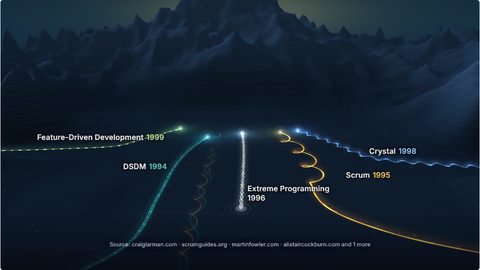 Feature-Driven Development 1999
DSDM 1994
Extreme Programming
1996
Crystal 1998
Scrum 1995
Source: craiglarman.com · scrumguides.org · martinfowler.com · alistaircockburn.com and 1 more